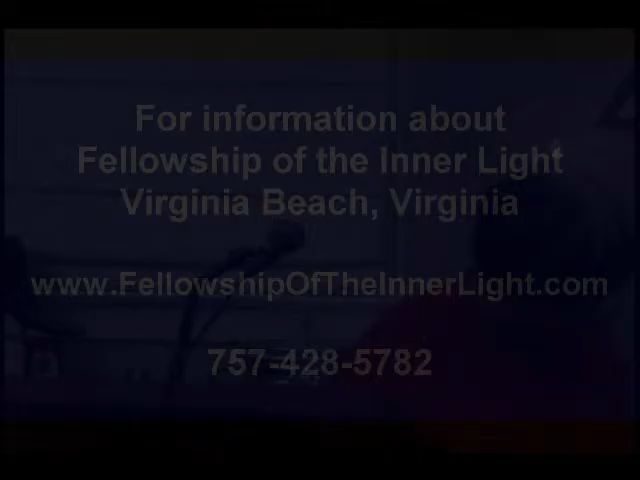 For information about
Fellowship of the Inner Light
Virginia Beach, Virginia
www.FellowshipOfTheInnerLight.com
757-428-5782